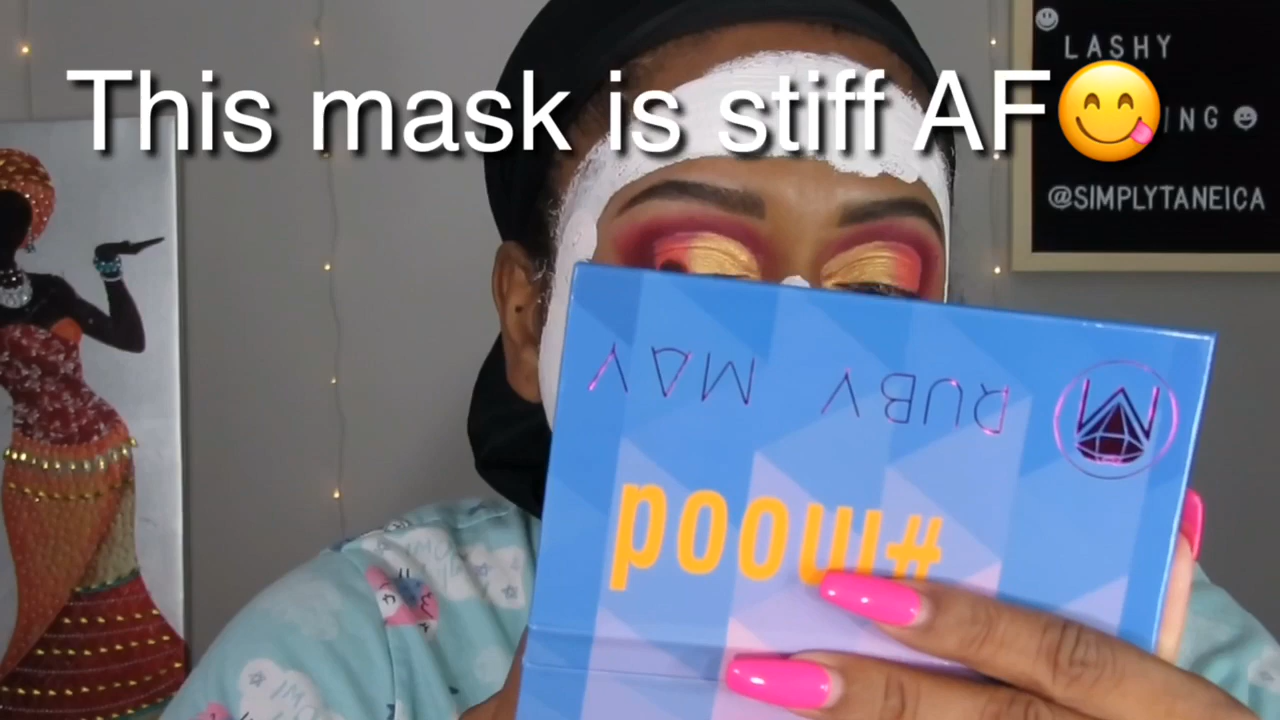 This mask is stiff AF😋
LASHY
ING
@SIMPLYTANEICA
RUBY MAY
#mood